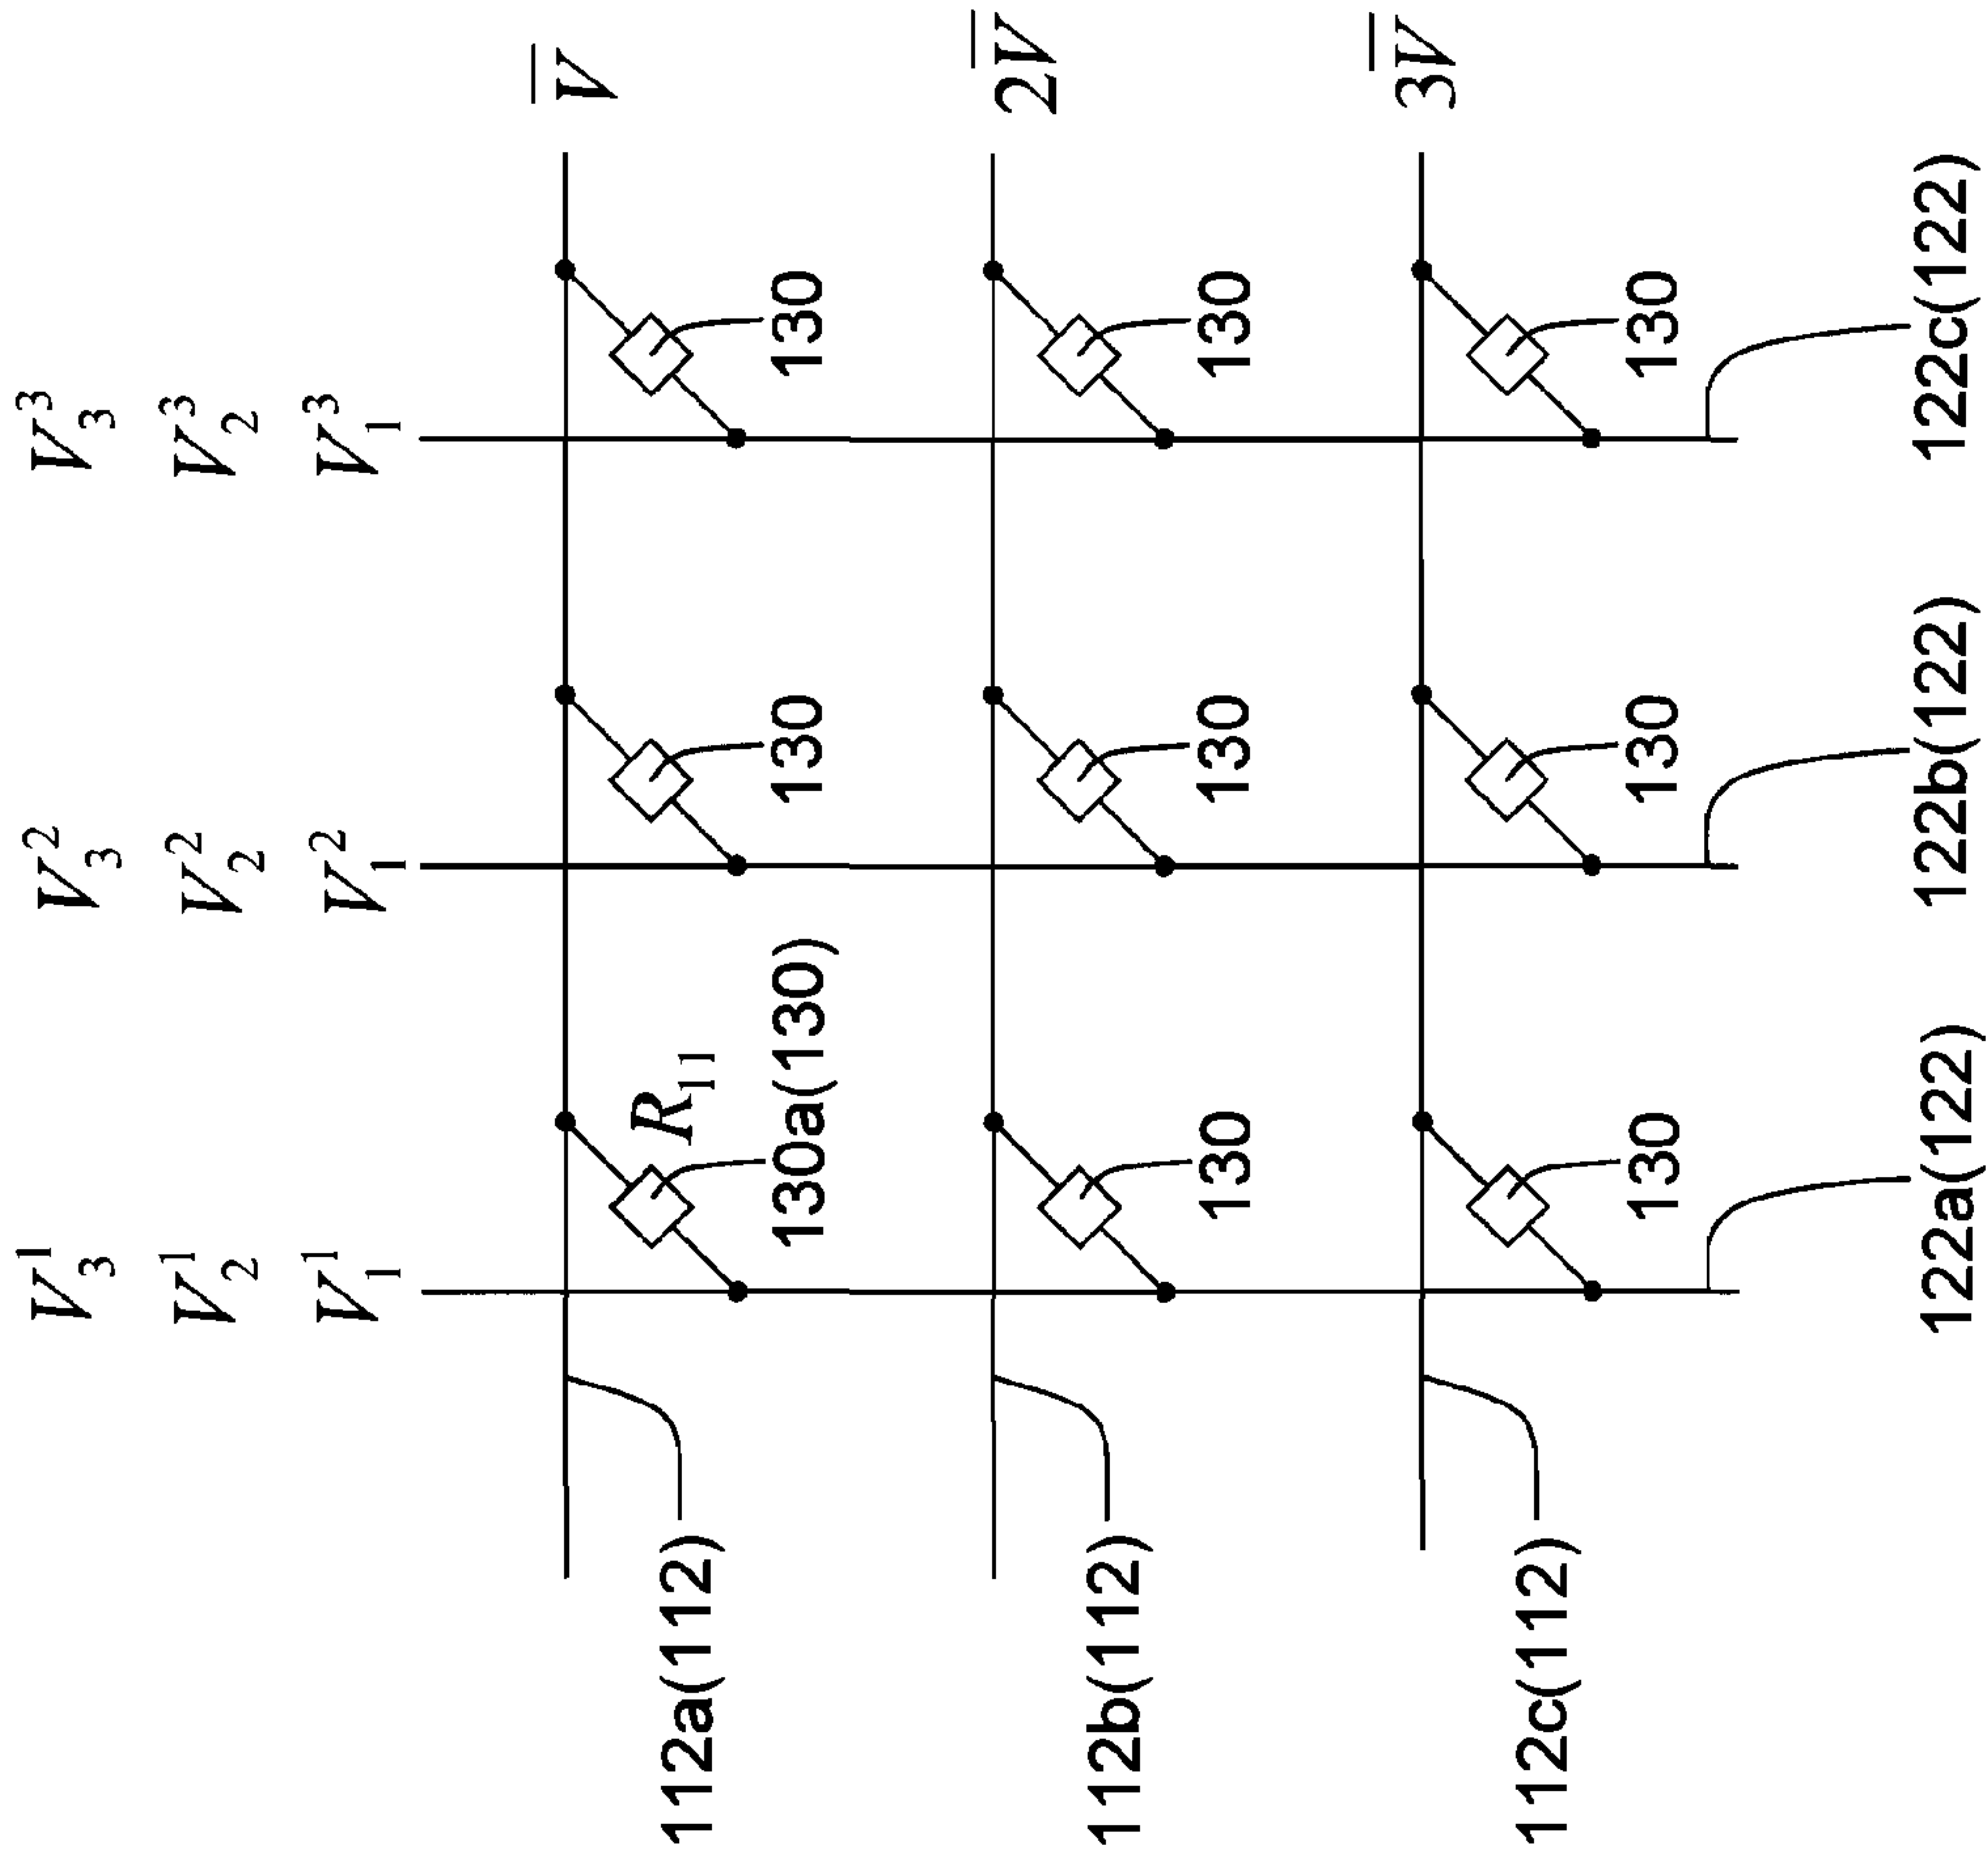 V₃¹ V₃² V₃³
V₂¹ V₂² V₂³
V₁¹ V₁² V₁³
V̅
R₁₁
112a(112)
130a(130) 130 130
2V̅
112b(112)
130 130 130
3V̅
112c(112)
130 130 130
122a(122) 122b(122) 122c(122)